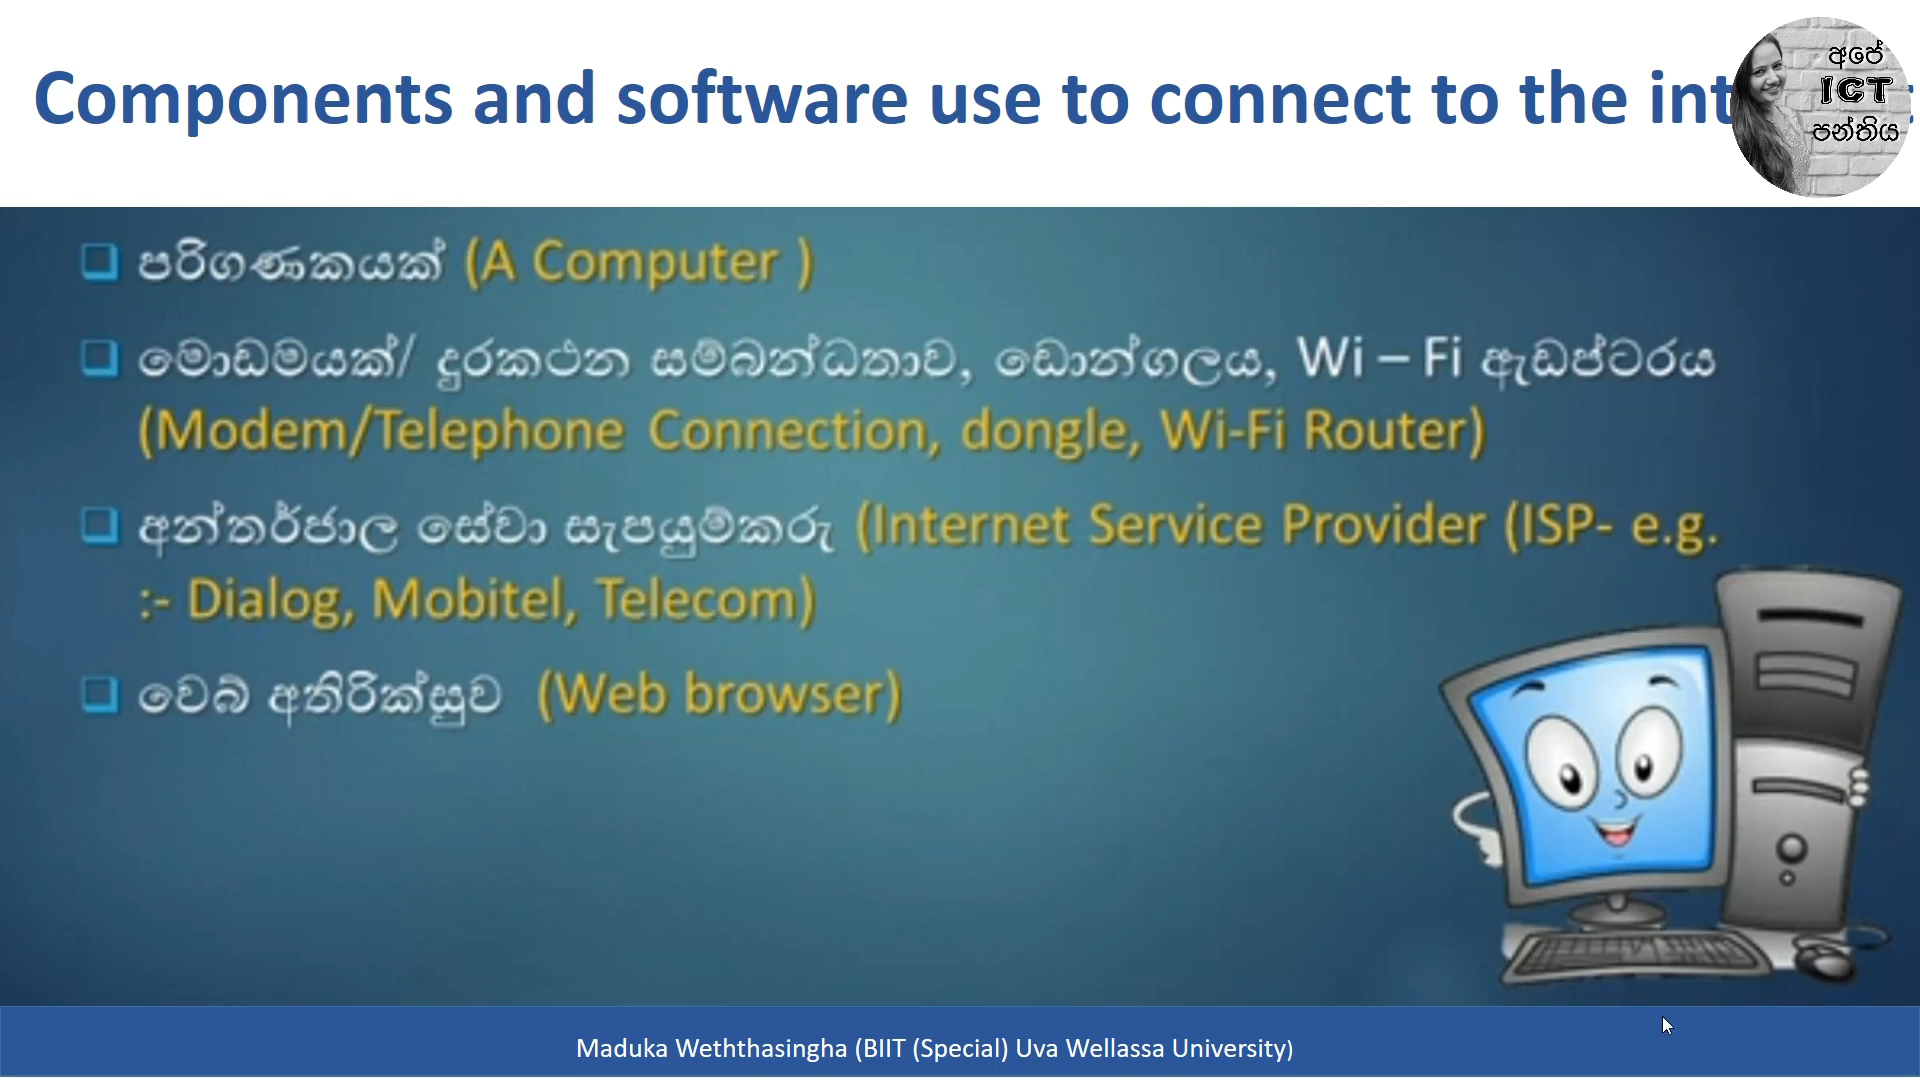 Components and software use to connect to the int
අපේ
ICT
පන්තිය
පරිගණකයක් (A Computer )
මොඩමයක්/ දුරකථන සම්බන්ධතාව, ඩොන්ගලය, Wi – Fi ඇඩප්ටරය
(Modem/Telephone Connection, dongle, Wi-Fi Router)
අන්තර්ජාල සේවා සැපයුම්කරු (Internet Service Provider (ISP- e.g.
:- Dialog, Mobitel, Telecom)
වෙබ් අතිරික්සුව (Web browser)
Maduka Weththasingha (BIIT (Special) Uva Wellassa University)